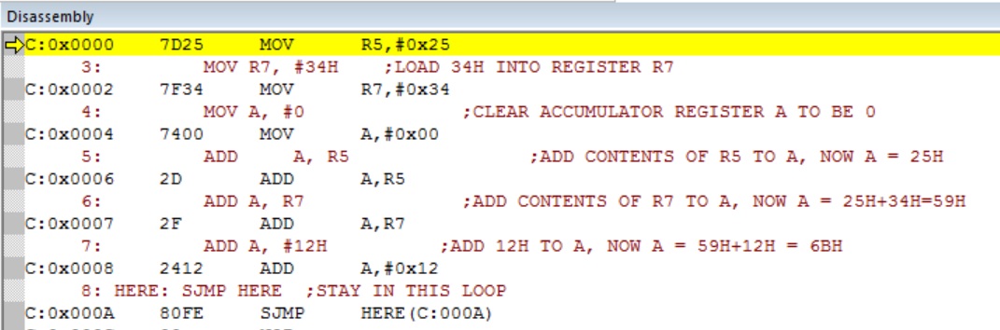 Disassembly
C:0x0000 7D25 MOV R5,#0x25
3: MOV R7, #34H ;LOAD 34H INTO REGISTER R7
C:0x0002 7F34 MOV R7,#0x34
4: MOV A, #0 ;CLEAR ACCUMULATOR REGISTER A TO BE 0
C:0x0004 7400 MOV A,#0x00
5: ADD A, R5 ;ADD CONTENTS OF R5 TO A, NOW A = 25H
C:0x0006 2D ADD A,R5
6: ADD A, R7 ;ADD CONTENTS OF R7 TO A, NOW A = 25H+34H=59H
C:0x0007 2F ADD A,R7
7: ADD A, #12H ;ADD 12H TO A, NOW A = 59H+12H = 6BH
C:0x0008 2412 ADD A,#0x12
8: HERE: SJMP HERE ;STAY IN THIS LOOP
C:0x000A 80FE SJMP HERE(C:000A)